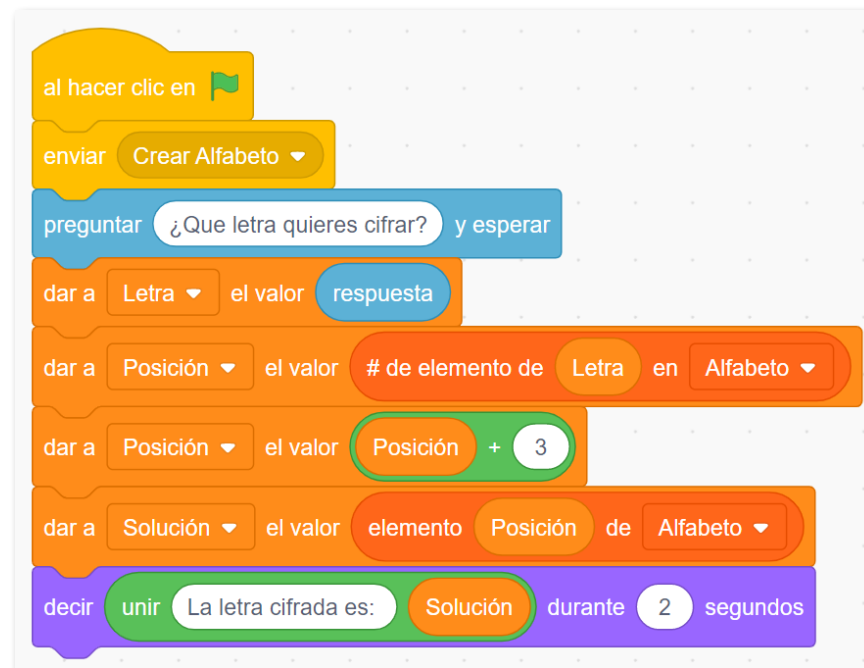 al hacer clic en
enviar Crear Alfabeto
preguntar ¿Que letra quieres cifrar? y esperar
dar a Letra el valor respuesta
dar a Posición el valor # de elemento de Letra en Alfabeto
dar a Posición el valor Posición + 3
dar a Solución el valor elemento Posición de Alfabeto
decir unir La letra cifrada es: Solución durante 2 segundos